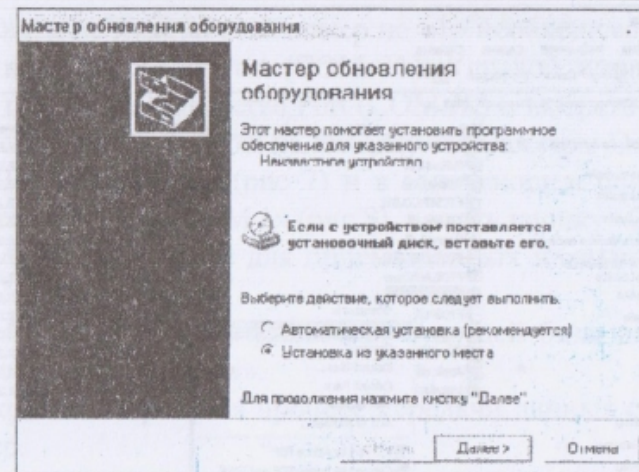 Мастер обновления оборудования
Мастер обновления
оборудования
Этот мастер помогает установить программное
обеспечение для указанного устройства:
Неизвестное устройство
Если с устройством поставляется
установочный диск, вставьте его.
Выберите действие, которое следует выполнить.
Автоматическая установка (рекомендуется)
Установка из указанного места
Для продолжения нажмите кнопку "Далее".
Далее >
Отмена